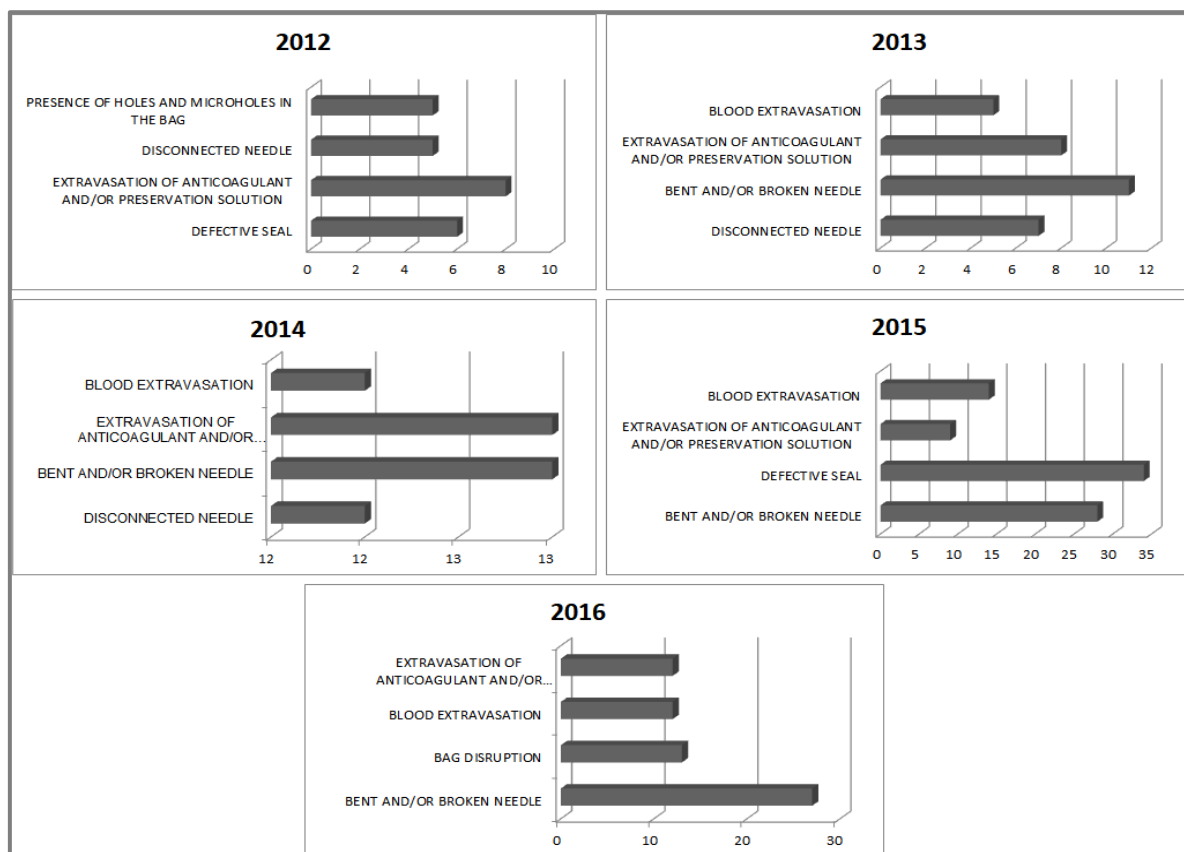 2012
PRESENCE OF HOLES AND MICROHOLES IN
THE BAG
DISCONNECTED NEEDLE
EXTRAVASATION OF ANTICOAGULANT
AND/OR PRESERVATION SOLUTION
DEFECTIVE SEAL
0 2 4 6 8 10
2013
BLOOD EXTRAVASATION
EXTRAVASATION OF ANTICOAGULANT
AND/OR PRESERVATION SOLUTION
BENT AND/OR BROKEN NEEDLE
DISCONNECTED NEEDLE
0 2 4 6 8 10 12
2014
BLOOD EXTRAVASATION
EXTRAVASATION OF
ANTICOAGULANT AND/OR...
BENT AND/OR BROKEN NEEDLE
DISCONNECTED NEEDLE
12 12 13 13
2015
BLOOD EXTRAVASATION
EXTRAVASATION OF ANTICOAGULANT
AND/OR PRESERVATION SOLUTION
DEFECTIVE SEAL
BENT AND/OR BROKEN NEEDLE
0 5 10 15 20 25 30 35
2016
EXTRAVASATION OF
ANTICOAGULANT AND/OR...
BLOOD EXTRAVASATION
BAG DISRUPTION
BENT AND/OR BROKEN NEEDLE
0 10 20 30